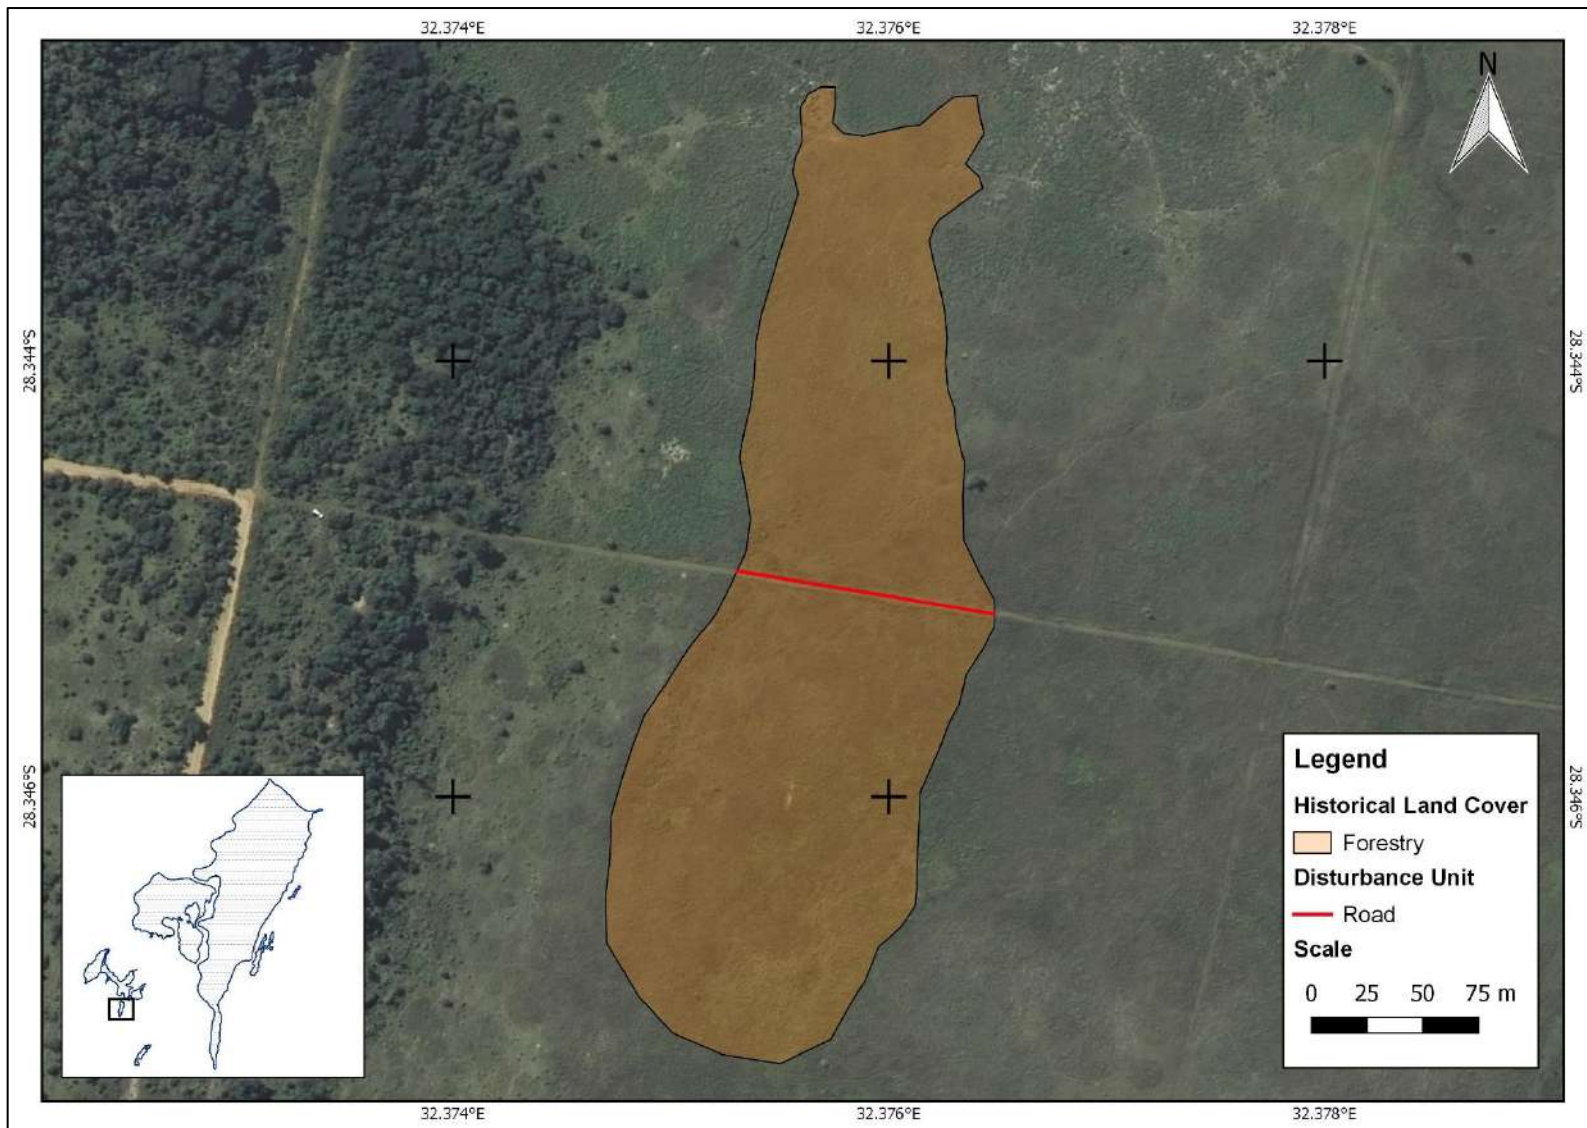 32.374°E 32.376°E 32.378°E
N
28.344°S 28.344°S
28.346°S 28.346°S
Legend
Historical Land Cover
Forestry
Disturbance Unit
Road
Scale
0 25 50 75 m
32.374°E 32.376°E 32.378°E